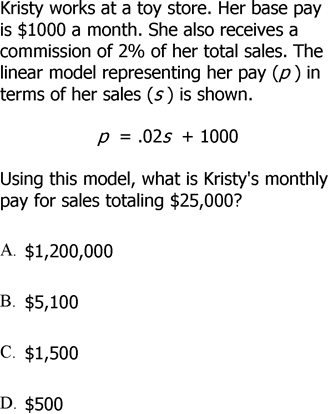 Kristy works at a toy store. Her base pay
is $1000 a month. She also receives a
commission of 2% of her total sales. The
linear model representing her pay (p) in
terms of her sales (s) is shown.
p = .02s + 1000
Using this model, what is Kristy's monthly
pay for sales totaling $25,000?
A. $1,200,000
B. $5,100
C. $1,500
D. $500